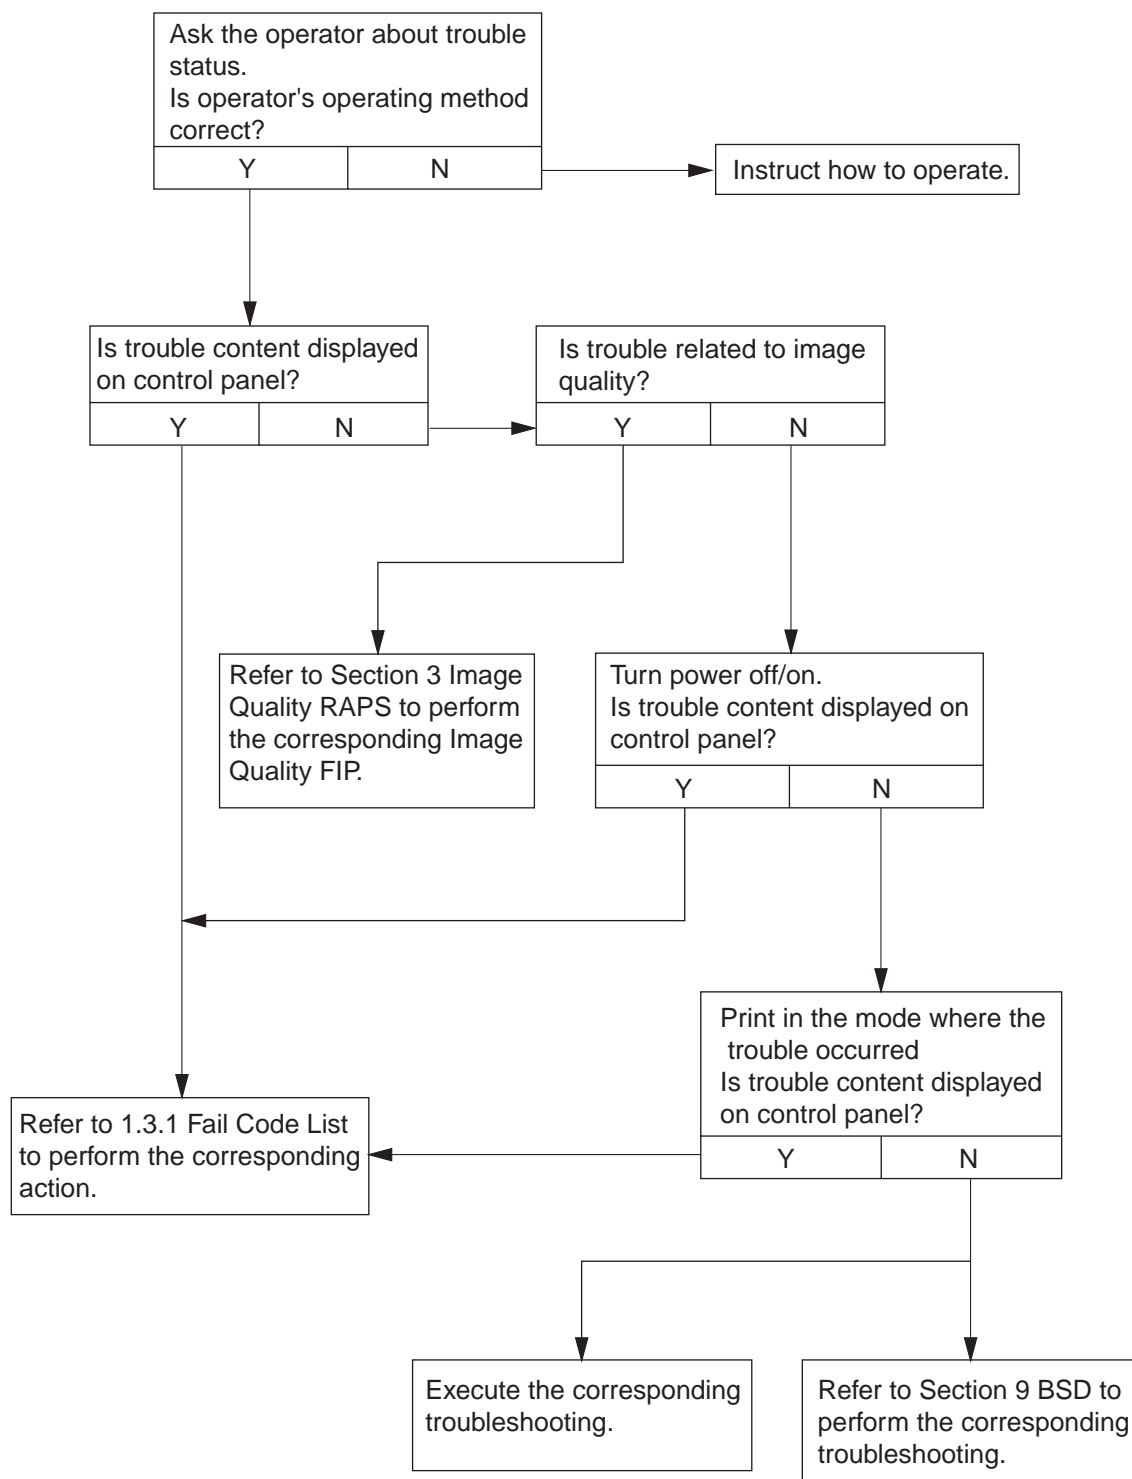 Ask the operator about trouble
status.
Is operator's operating method
correct?
Y
N
Instruct how to operate.
Is trouble content displayed
on control panel?
Y
N
Is trouble related to image
quality?
Y
N
Refer to Section 3 Image
Quality RAPS to perform
the corresponding Image
Quality FIP.
Turn power off/on.
Is trouble content displayed on
control panel?
Y
N
Print in the mode where the
trouble occurred
Is trouble content displayed
on control panel?
Y
N
Refer to 1.3.1 Fail Code List
to perform the corresponding
action.
Execute the corresponding
troubleshooting.
Refer to Section 9 BSD to
perform the corresponding
troubleshooting.